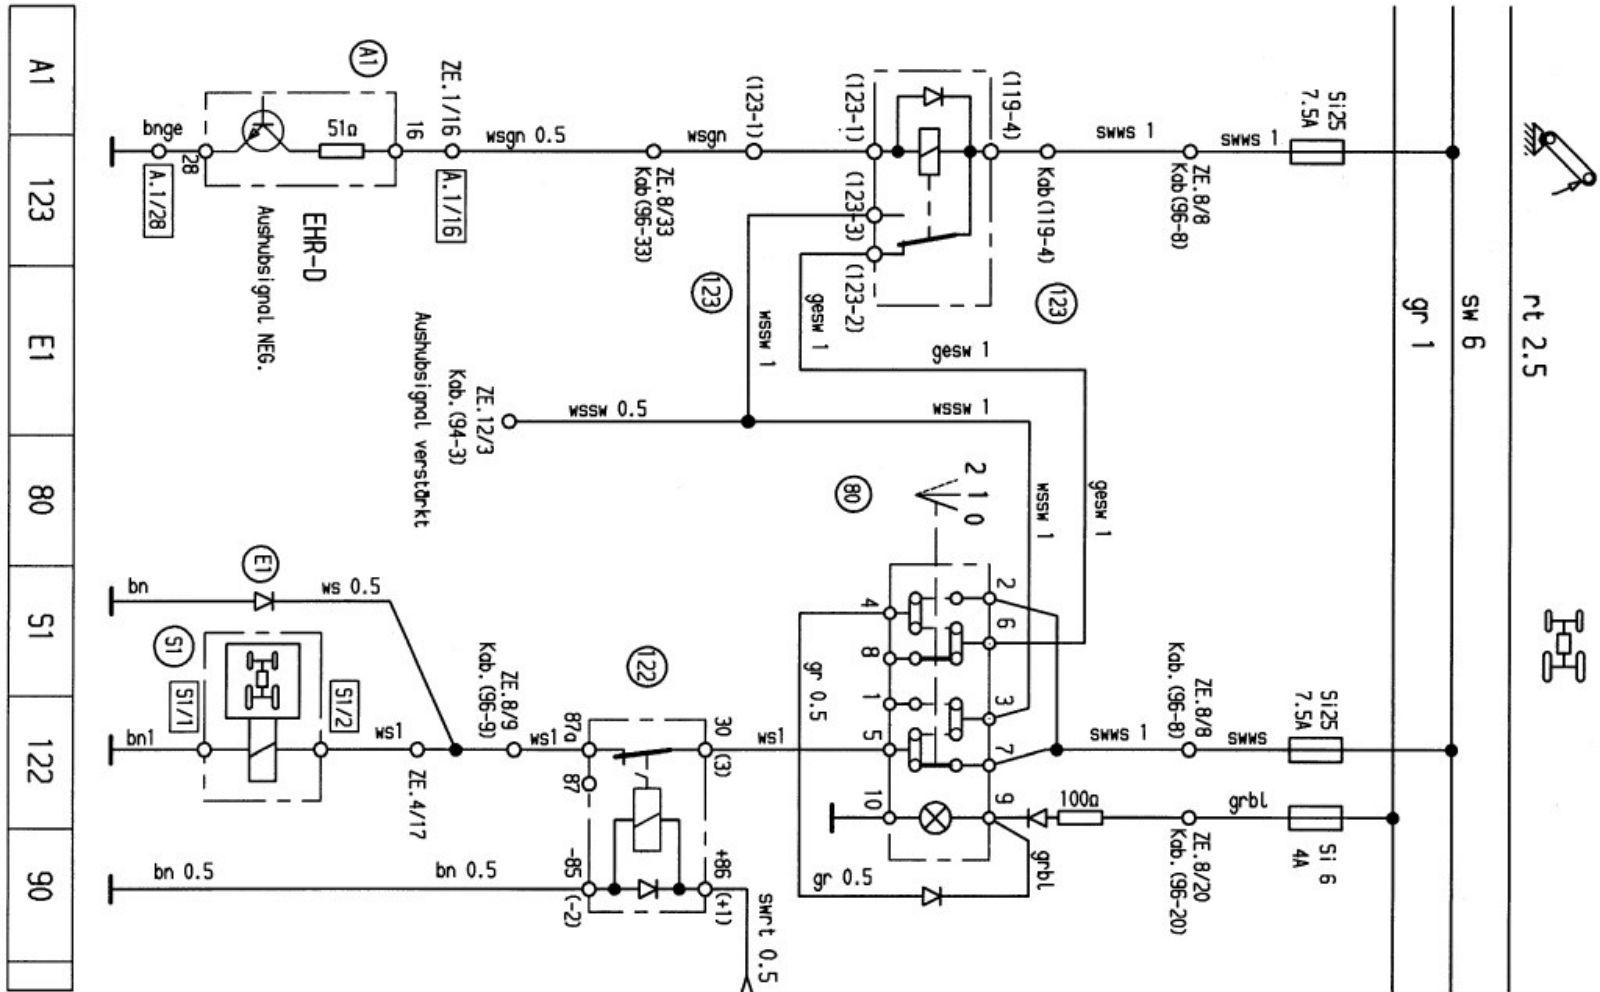 A1
123
E1
80
S1
122
90
bnge
A.1/28
28
51Ω
A1
16
Aushubsignal NEG.
EHR-D
ZE.1/16
A.1/16
wsgn 0.5
ZE.8/33
Kab(96-33)
wsgn
(123-1)
(123-1)
(123-3)
(123-2)
(119-4)
Kab(119-4)
swws 1
ZE.8/8
Kab(96-8)
swws 1
Si25
7.5A
123
123
wssw 1
gesw 1
gesw 1
Aushubsignal verstärkt
ZE.12/3
Kab.(94-3)
wssw 0.5
wssw 1
wssw 1
gesw 1
rt 2.5
sw 6
gr 1
80
2 1 0
E1
bn
ws 0.5
S1
S1/1
S1/2
bn1
ws1
ZE.4/17
ZE.8/9
Kab.(96-9)
ws1
122
87a
87
30
(3)
-85
(-2)
+86
(+1)
bn 0.5
bn 0.5
swrt 0.5
ws1
4
8
1
5
10
2
6
3
7
9
gr 0.5
gr 0.5
grbl
100Ω
ZE.8/8
Kab.(96-8)
swws 1
swws
Si25
7.5A
ZE.8/20
Kab.(96-20)
grbl
Si 6
4A